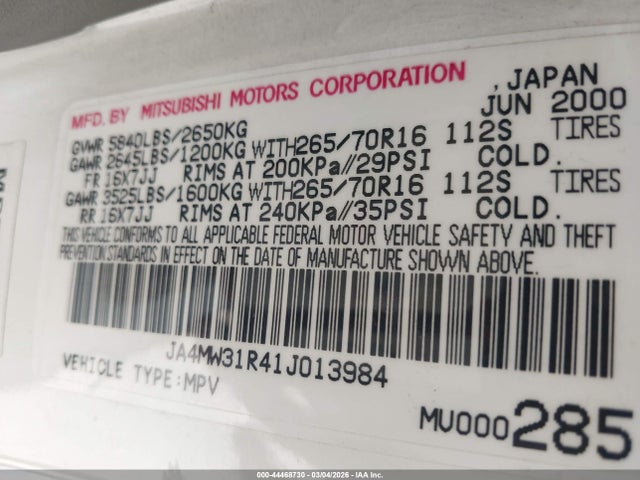 MFD. BY MITSUBISHI MOTORS CORPORATION , JAPAN
JUN 2000
GVWR 5840LBS/2650KG
GAWR 2645LBS/1200KG WITH265/70R16 112S TIRES
FR 16X7JJ RIMS AT 200KPa//29PSI COLD.
GAWR 3525LBS/1600KG WITH265/70R16 112S TIRES
RR 16X7JJ RIMS AT 240KPa//35PSI COLD.
THIS VEHICLE CONFORMS TO ALL APPLICABLE FEDERAL MOTOR VEHICLE SAFETY AND THEFT
PREVENTION STANDARDS IN EFFECT ON THE DATE OF MANUFACTURE SHOWN ABOVE.
JA4MW31R41J013984
VEHICLE TYPE:MPV
MV000285
000-44468730 - 03/04/2026 - IAAI, Inc.